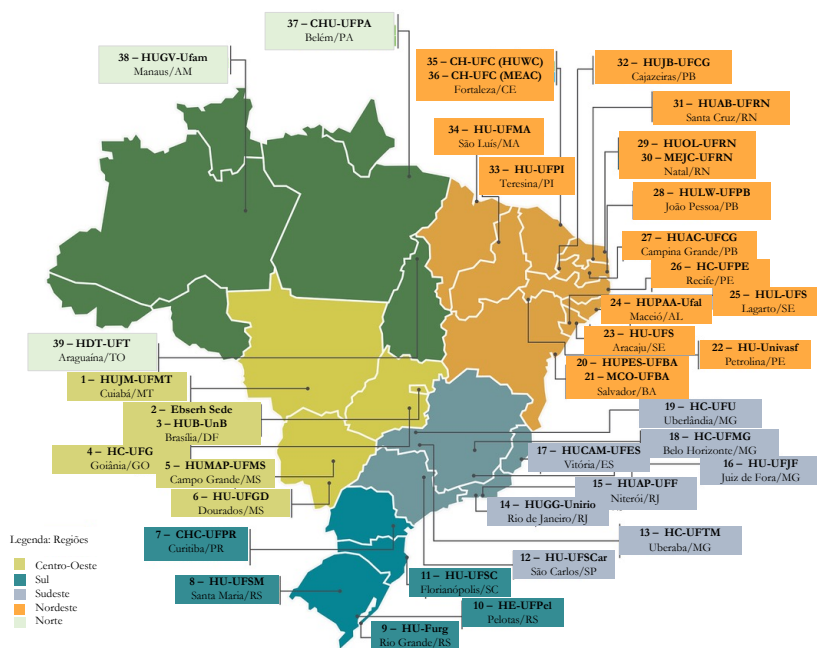 37 – CHU-UFPA
Belém/PA
38 – HUGV-Ufam
Manaus/AM
35 – CH-UFC (HUWC)
36 – CH-UFC (MEAC)
Fortaleza/CE
32 – HUJB-UFCG
Cajazeiras/PB
31 – HUAB-UFRN
Santa Cruz/RN
34 – HU-UFMA
São Luís/MA
29 – HUOL-UFRN
30 – MEJC-UFRN
Natal/RN
33 – HU-UFPI
Teresina/PI
28 – HULW-UFPB
João Pessoa/PB
27 – HUAC-UFCG
Campina Grande/PB
26 – HC-UFPE
Recife/PE
25 – HUL-UFS
Lagarto/SE
24 – HUPAA-Ufal
Maceió/AL
23 – HU-UFS
Aracaju/SE
22 – HU-Univasf
Petrolina/PE
20 – HUPES-UFBA
21 – MCO-UFBA
Salvador/BA
39 – HDT-UFT
Araguaína/TO
1 – HUJM-UFMT
Cuiabá/MT
2 – Ebserh Sede
3 – HUB-UnB
Brasília/DF
4 – HC-UFG
Goiânia/GO
5 – HUMAP-UFMS
Campo Grande/MS
6 – HU-UFGD
Dourados/MS
19 – HC-UFU
Uberlândia/MG
18 – HC-UFMG
Belo Horizonte/MG
17 – HUCAM-UFES
Vitória/ES
16 – HU-UFJF
Juiz de Fora/MG
15 – HUAP-UFF
Niterói/RJ
14 – HUGG-Unirio
Rio de Janeiro/RJ
13 – HC-UFTM
Uberaba/MG
12 – HU-UFSCar
São Carlos/SP
7 – CHC-UFPR
Curitiba/PR
8 – HU-UFSM
Santa Maria/RS
11 – HU-UFSC
Florianópolis/SC
10 – HE-UFPel
Pelotas/RS
9 – HU-Furg
Rio Grande/RS
Legenda: Regiões
Centro-Oeste
Sul
Sudeste
Nordeste
Norte